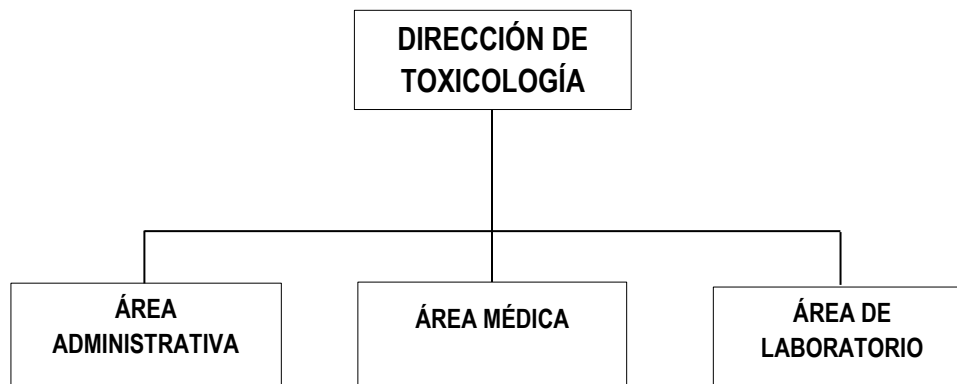 DIRECCIÓN DE
TOXICOLOGÍA
ÁREA
ADMINISTRATIVA
ÁREA MÉDICA
ÁREA DE
LABORATORIO